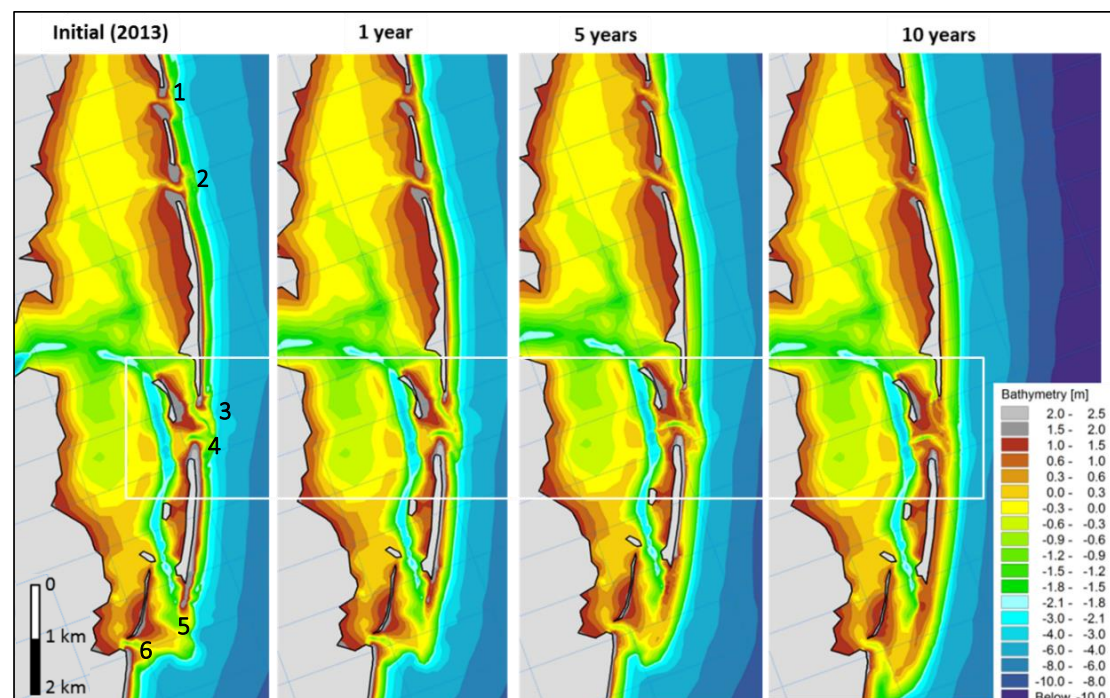 Initial (2013) 1 year 5 years 10 years
1
2
3
4
5
6
0
1 km
2 km
Bathymetry [m]
2.0 - 2.5
1.5 - 2.0
1.0 - 1.5
0.6 - 1.0
0.3 - 0.6
0.0 - 0.3
-0.3 - 0.0
-0.6 - -0.3
-0.9 - -0.6
-1.2 - -0.9
-1.5 - -1.2
-1.8 - -1.5
-2.1 - -1.8
-3.0 - -2.1
-4.0 - -3.0
-6.0 - -4.0
-8.0 - -6.0
-10.0 - -8.0
Below -10.0